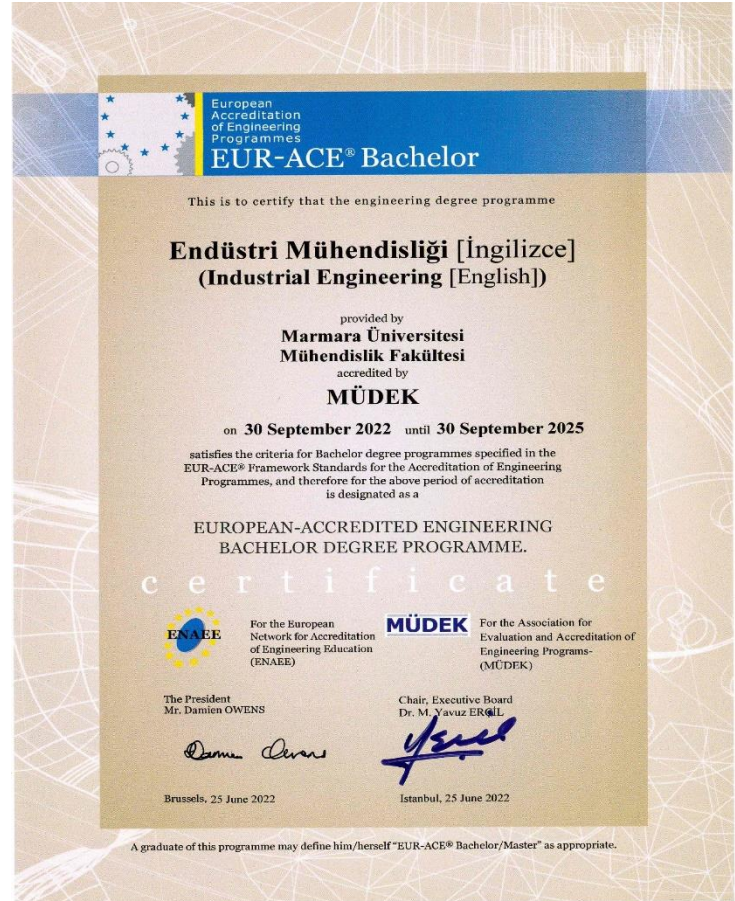 European
Accreditation
of Engineering
Programmes
EUR-ACE® Bachelor
This is to certify that the engineering degree programme
Endüstri Mühendisliği [İngilizce]
(Industrial Engineering [English])
provided by
Marmara Üniversitesi
Mühendislik Fakültesi
accredited by
MÜDEK
on 30 September 2022 until 30 September 2025
satisfies the criteria for Bachelor degree programmes specified in the
EUR-ACE® Framework Standards for the Accreditation of Engineering
Programmes, and therefore for the above period of accreditation
is designated as a
EUROPEAN-ACCREDITED ENGINEERING
BACHELOR DEGREE PROGRAMME.
certificate
ENAEE
For the European
Network for Accreditation
of Engineering Education
(ENAEE)
MÜDEK
For the Association for
Evaluation and Accreditation of
Engineering Programs-
(MÜDEK)
The President
Mr. Damien OWENS
Chair, Executive Board
Dr. M. Yavuz ERGİL
Damien Owens
Brussels, 25 June 2022
Istanbul, 25 June 2022
A graduate of this programme may define him/herself “EUR-ACE® Bachelor/Master” as appropriate.